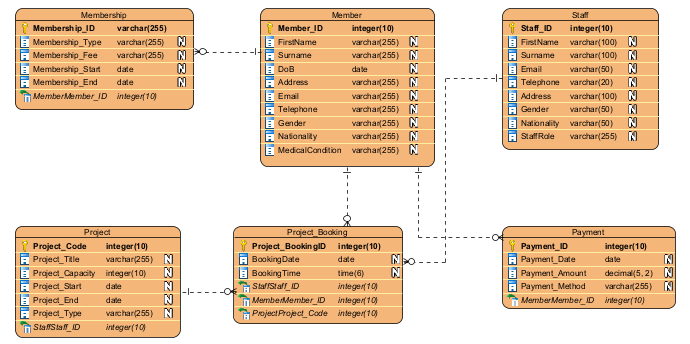 Membership
Membership_ID varchar(255)
Membership_Type varchar(255) N
Membership_Fee varchar(255) N
Membership_Start date N
Membership_End date N
MemberMember_ID integer(10)
Member
Member_ID integer(10)
FirstName varchar(255) N
Surname varchar(255) N
DoB date N
Address varchar(255) N
Email varchar(255) N
Telephone varchar(255) N
Gender varchar(255) N
Nationality varchar(255) N
MedicalCondition varchar(255) N
Staff
Staff_ID integer(10)
FirstName varchar(100) N
Surname varchar(100) N
Email varchar(50) N
Telephone varchar(20) N
Address varchar(100) N
Gender varchar(50) N
Nationality varchar(50) N
StaffRole varchar(255) N
Project
Project_Code integer(10)
Project_Title varchar(255) N
Project_Capacity integer(10) N
Project_Start date N
Project_End date N
Project_Type varchar(255) N
StaffStaff_ID integer(10)
Project_Booking
Project_BookingID integer(10)
BookingDate date N
BookingTime time(6) N
StaffStaff_ID integer(10)
MemberMember_ID integer(10)
ProjectProject_Code integer(10)
Payment
Payment_ID integer(10)
Payment_Date date N
Payment_Amount decimal(5, 2) N
Payment_Method varchar(255) N
MemberMember_ID integer(10)